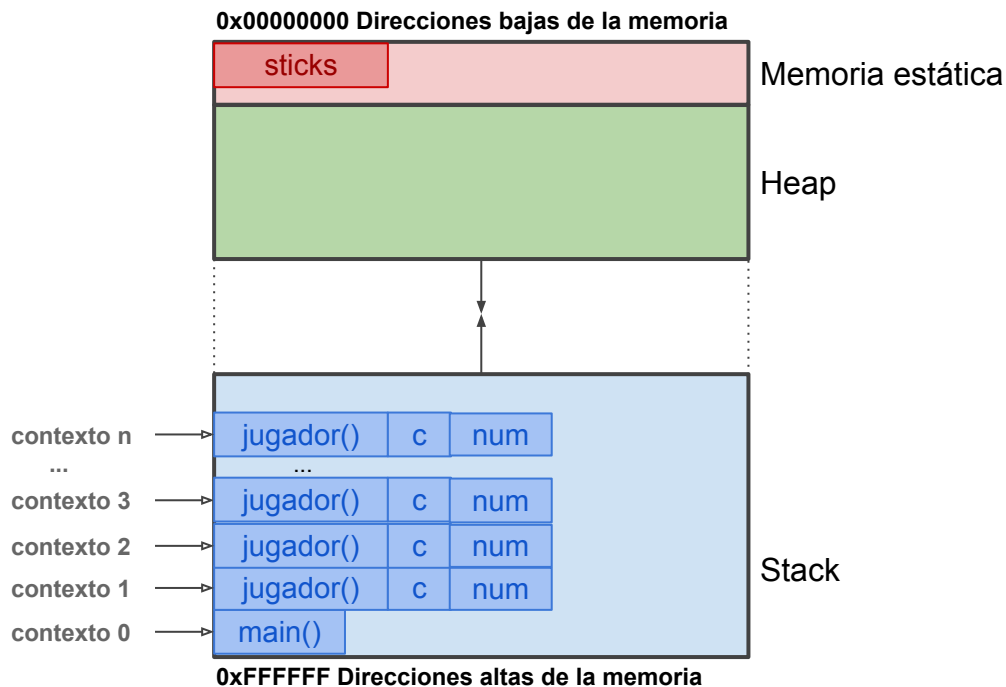 0x00000000 Direcciones bajas de la memoria
sticks
Memoria estática
Heap
contexto n jugador() c num
... ...
contexto 3 jugador() c num
contexto 2 jugador() c num
Stack
contexto 1 jugador() c num
contexto 0 main()
0xFFFFFF Direcciones altas de la memoria